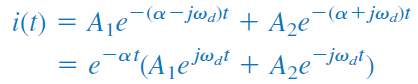 i(t) = A₁e^{−(α−jω_d)t} + A₂e^{−(α+jω_d)t}
= e^{−αt}(A₁e^{jω_d t} + A₂e^{−jω_d t})